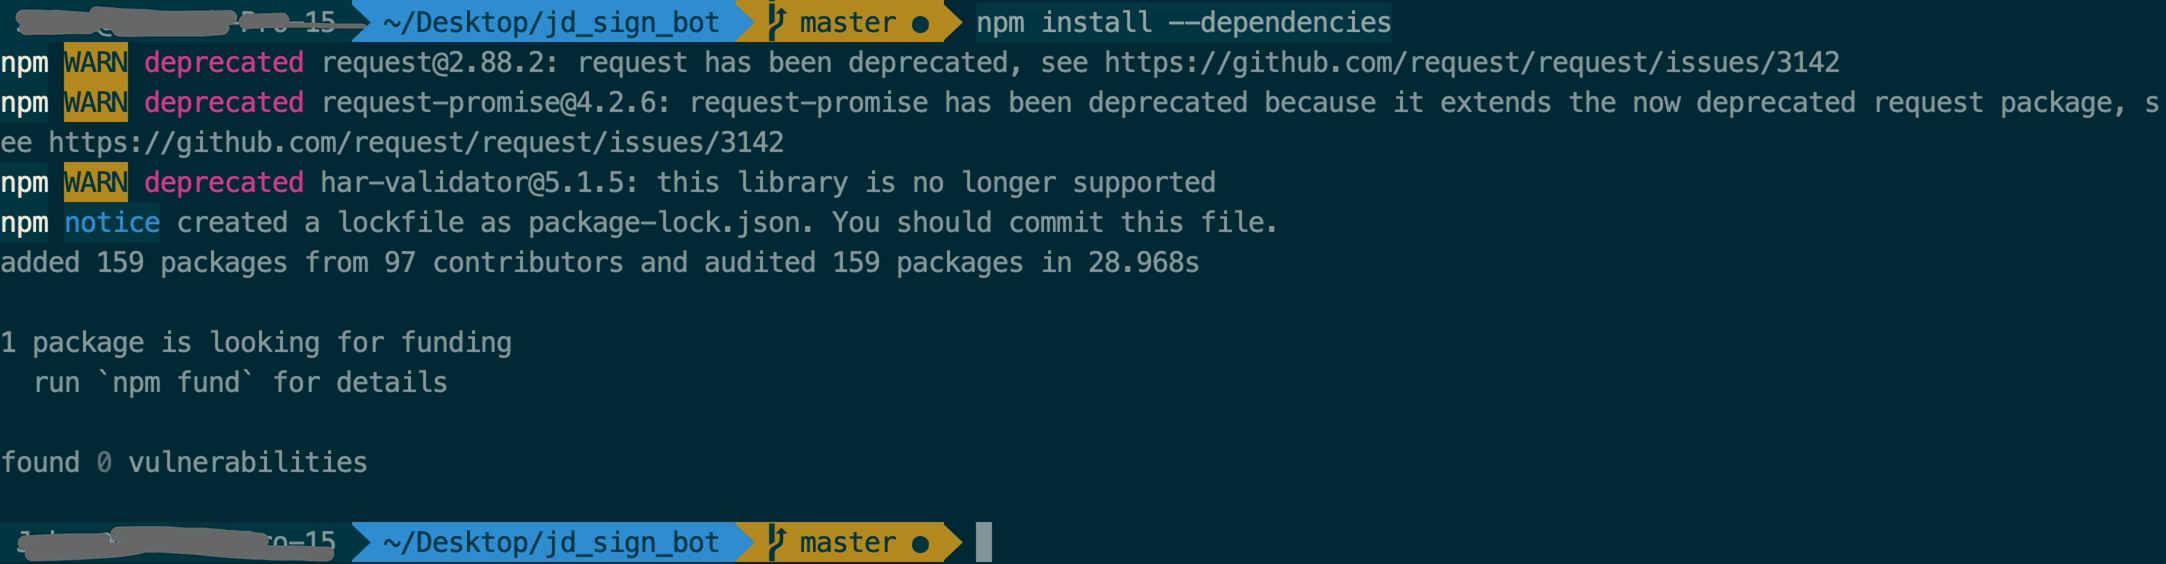 ~/Desktop/jd_sign_bot master ● npm install --dependencies
npm WARN deprecated request@2.88.2: request has been deprecated, see https://github.com/request/request/issues/3142
npm WARN deprecated request-promise@4.2.6: request-promise has been deprecated because it extends the now deprecated request package, s
ee https://github.com/request/request/issues/3142
npm WARN deprecated har-validator@5.1.5: this library is no longer supported
npm notice created a lockfile as package-lock.json. You should commit this file.
added 159 packages from 97 contributors and audited 159 packages in 28.968s
1 package is looking for funding
run `npm fund` for details
found 0 vulnerabilities
~/Desktop/jd_sign_bot master ●